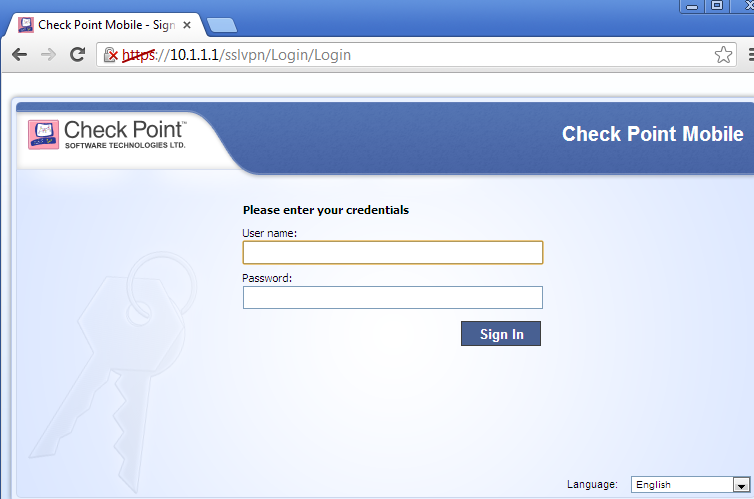 Check Point Mobile - Sign
https://10.1.1.1/sslvpn/Login/Login
Check Point™
SOFTWARE TECHNOLOGIES LTD.
Check Point Mobile
Please enter your credentials
User name:
Password:
Sign In
Language: English